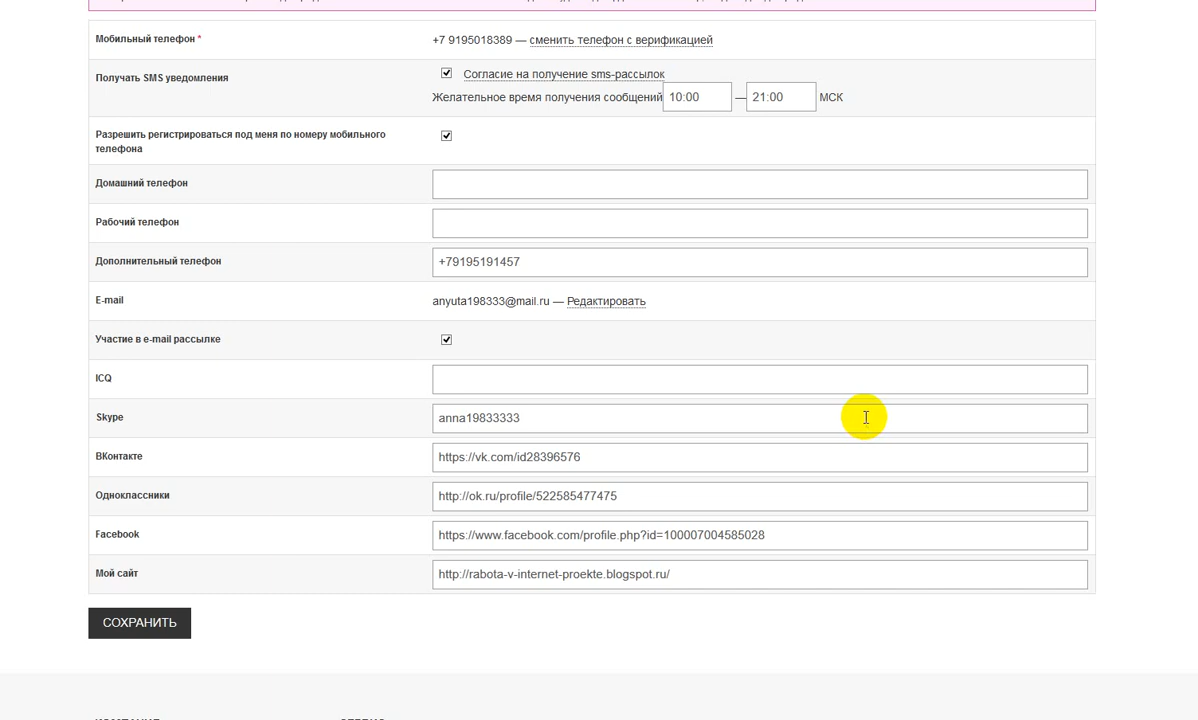 Мобильный телефон * +7 9195018389 — сменить телефон с верификацией
Получать SMS уведомления Согласие на получение sms-рассылок
Желательное время получения сообщений 10:00 — 21:00 МСК
Разрешить регистрироваться под меня по номеру мобильного
телефона
Домашний телефон
Рабочий телефон
Дополнительный телефон +79195191457
E-mail anyuta198333@mail.ru — Редактировать
Участие в e-mail рассылке
ICQ
Skype anna19833333
ВКонтакте https://vk.com/id28396576
Одноклассники http://ok.ru/profile/522585477475
Facebook https://www.facebook.com/profile.php?id=100007004585028
Мой сайт http://rabota-v-internet-proekte.blogspot.ru/
СОХРАНИТЬ